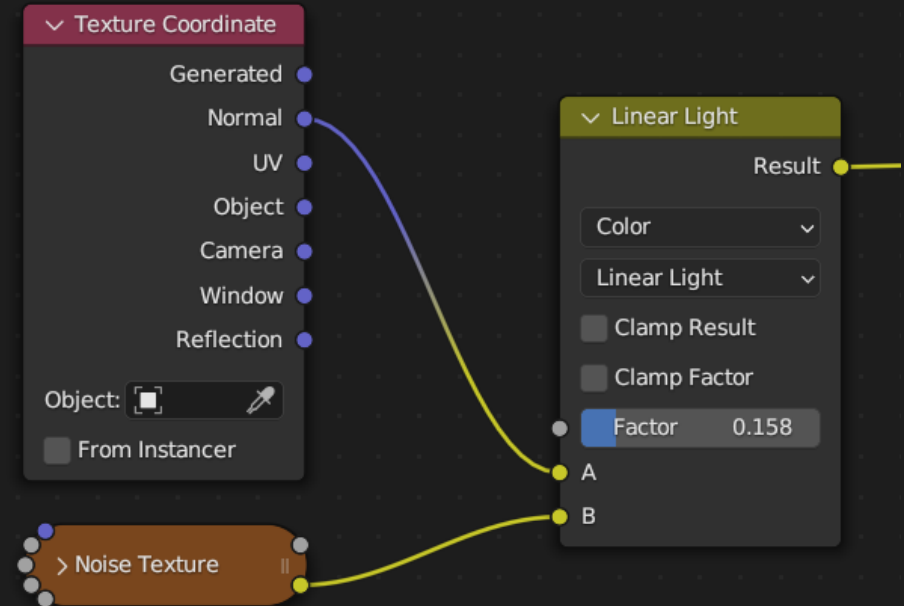 Texture Coordinate
Generated
Normal
UV
Object
Camera
Window
Reflection
Object:
From Instancer
Noise Texture
Linear Light
Result
Color
Linear Light
Clamp Result
Clamp Factor
Factor 0.158
A
B